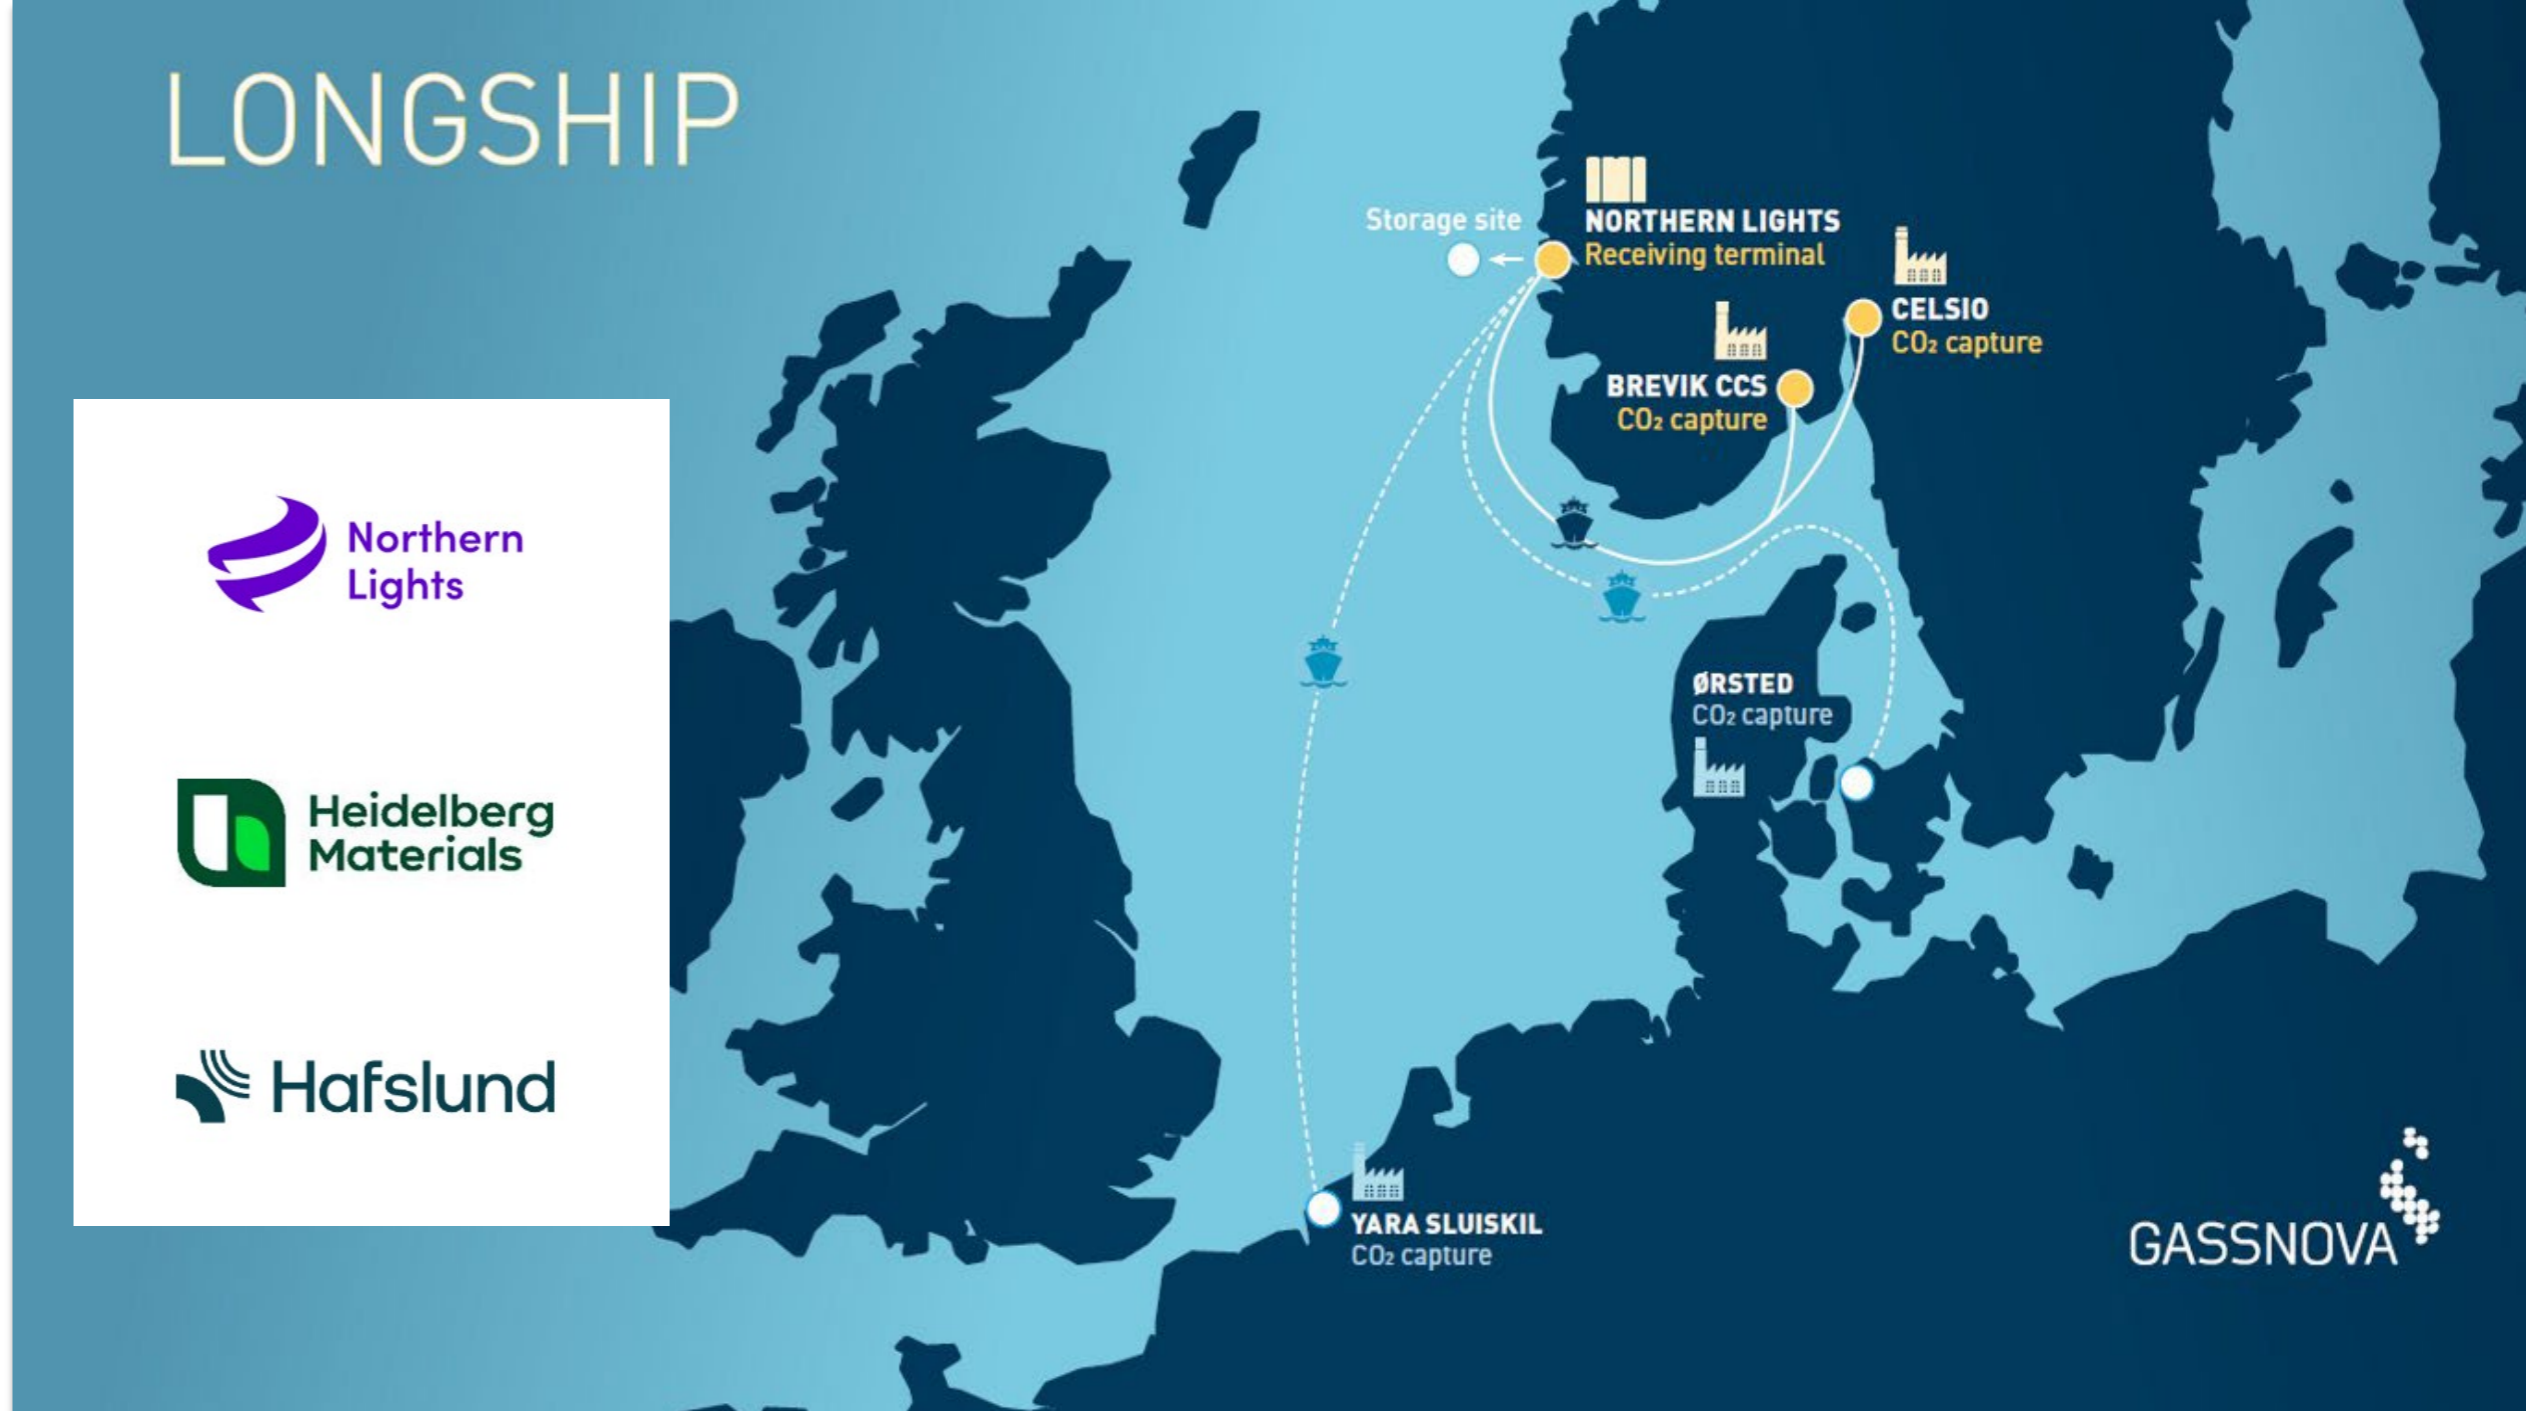 LONGSHIP
Northern
Lights
Heidelberg
Materials
Hafslund
Storage site
NORTHERN LIGHTS
Receiving terminal
CELSIO
CO₂ capture
BREVIK CCS
CO₂ capture
ØRSTED
CO₂ capture
YARA SLUISKIL
CO₂ capture
GASSNOVA